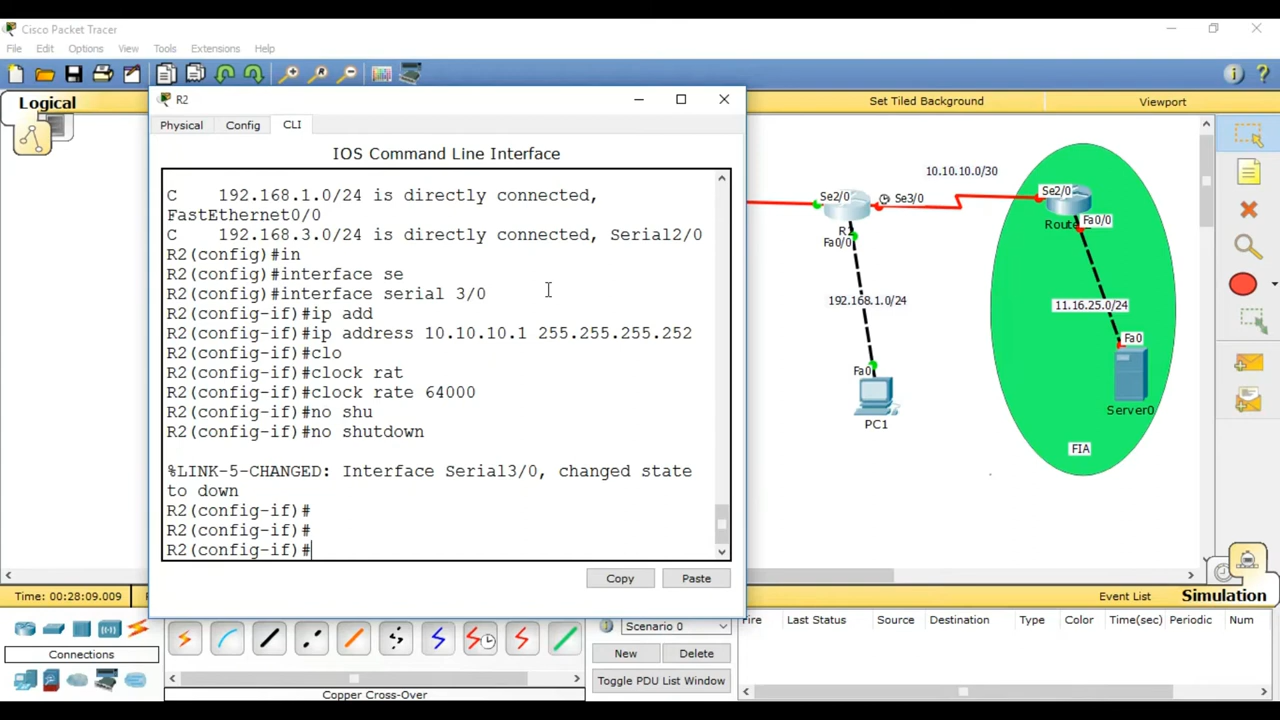 Cisco Packet Tracer
File Edit Options View Tools Extensions Help
Logical
Set Tiled Background
Viewport
R2
Physical Config CLI
IOS Command Line Interface
C 192.168.1.0/24 is directly connected,
FastEthernet0/0
C 192.168.3.0/24 is directly connected, Serial2/0
R2(config)#in
R2(config)#interface se
R2(config)#interface serial 3/0
R2(config-if)#ip add
R2(config-if)#ip address 10.10.10.1 255.255.255.252
R2(config-if)#clo
R2(config-if)#clock rat
R2(config-if)#clock rate 64000
R2(config-if)#no shu
R2(config-if)#no shutdown
%LINK-5-CHANGED: Interface Serial3/0, changed state
to down
R2(config-if)#
R2(config-if)#
R2(config-if)#
Copy Paste
10.10.10.0/30
Se2/0
Se3/0
Se2/0
R2
Fa0/0
Route
Fa0/0
192.168.1.0/24
11.16.25.0/24
Fa0
PC1
Fa0
Server0
FIA
Time: 00:28:09.009
Event List
Simulation
Connections
Copper Cross-Over
Scenario 0
New Delete
Toggle PDU List Window
Fire Last Status Source Destination Type Color Time(sec) Periodic Num